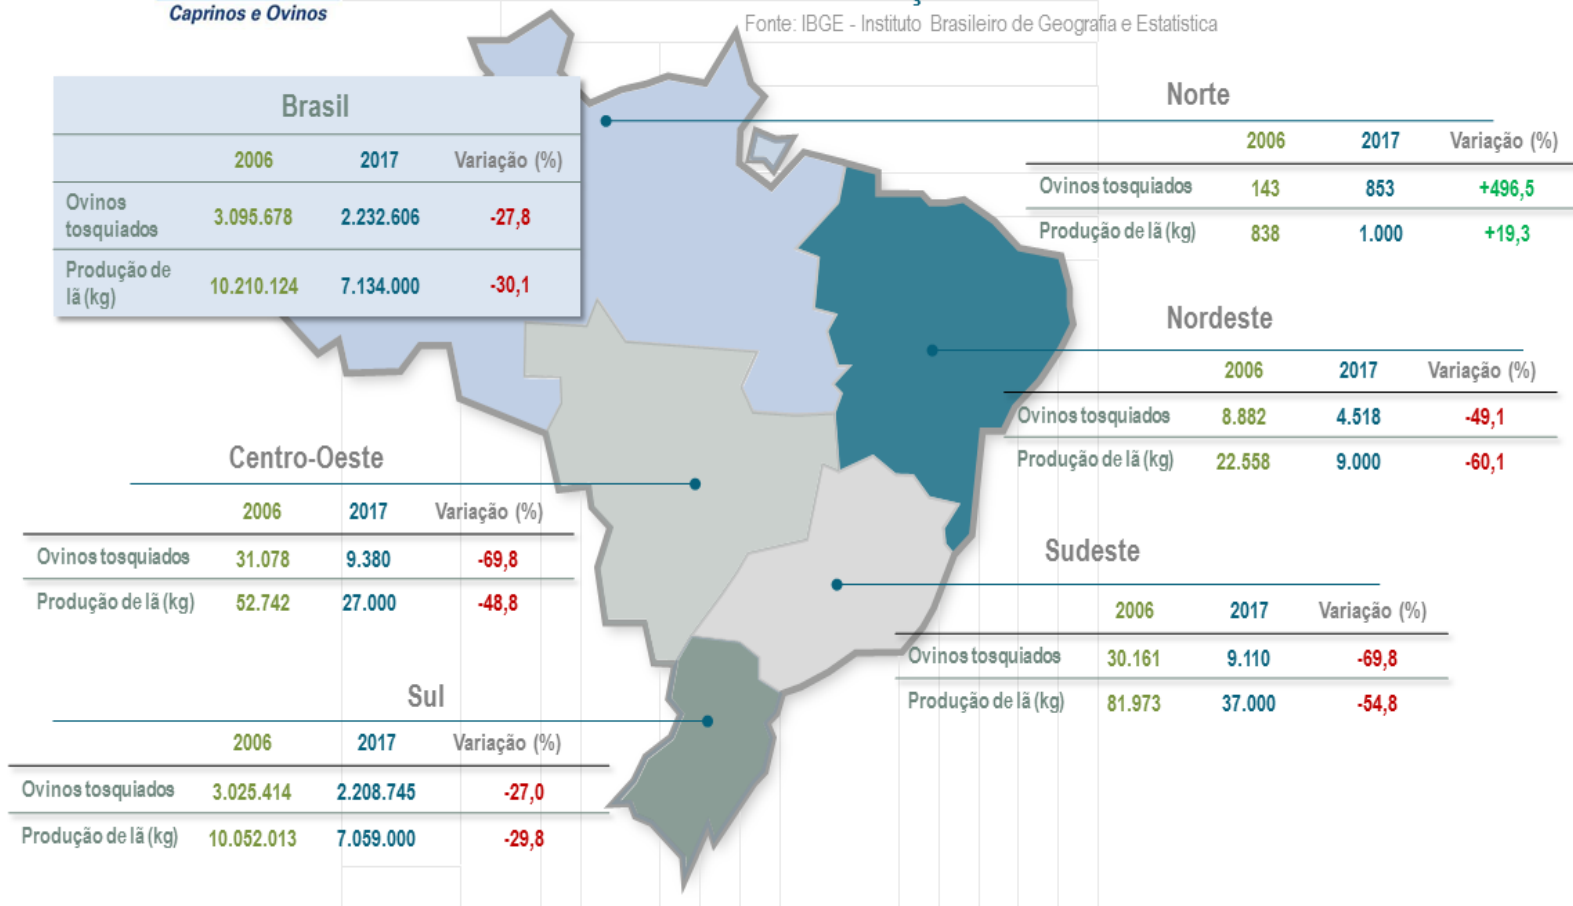 Caprinos e Ovinos
Fonte: IBGE - Instituto Brasileiro de Geografia e Estatística
Brasil
2006 2017 Variação (%)
Ovinos
tosquiados 3.095.678 2.232.606 -27,8
Produção de
lã (kg) 10.210.124 7.134.000 -30,1
Norte
2006 2017 Variação (%)
Ovinos tosquiados 143 853 +496,5
Produção de lã (kg) 838 1.000 +19,3
Nordeste
2006 2017 Variação (%)
Ovinos tosquiados 8.882 4.518 -49,1
Produção de lã (kg) 22.558 9.000 -60,1
Centro-Oeste
2006 2017 Variação (%)
Ovinos tosquiados 31.078 9.380 -69,8
Produção de lã (kg) 52.742 27.000 -48,8
Sudeste
2006 2017 Variação (%)
Ovinos tosquiados 30.161 9.110 -69,8
Produção de lã (kg) 81.973 37.000 -54,8
Sul
2006 2017 Variação (%)
Ovinos tosquiados 3.025.414 2.208.745 -27,0
Produção de lã (kg) 10.052.013 7.059.000 -29,8